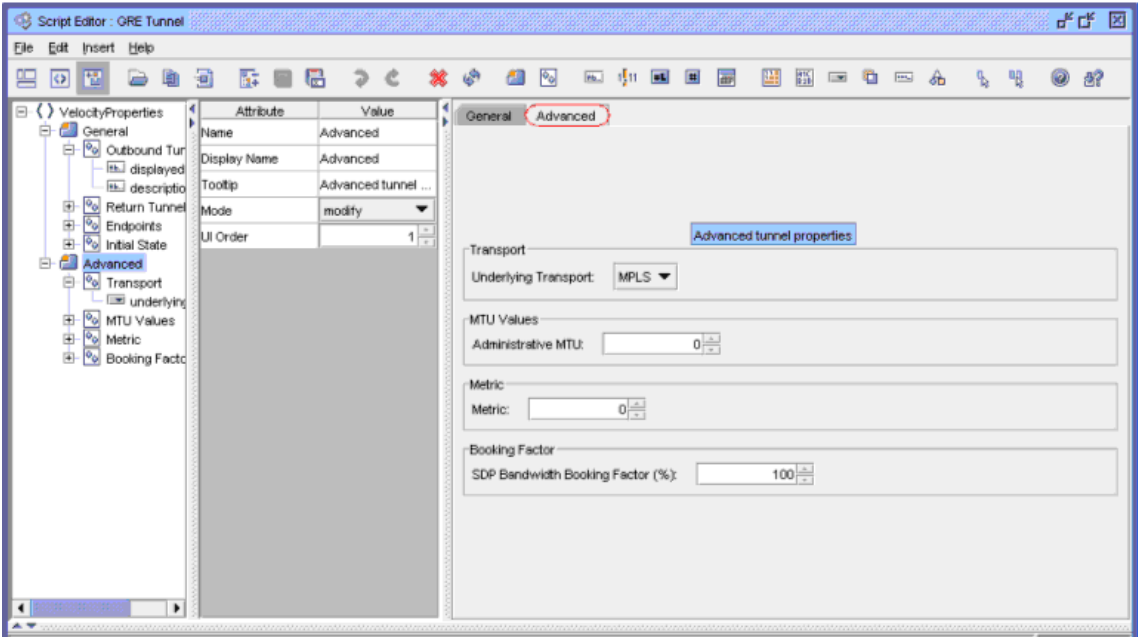 Script Editor : GRE Tunnel
File Edit Insert Help
VelocityProperties
General
Outbound Tun
displayed
descriptio
Return Tunnel
Endpoints
Initial State
Advanced
Transport
underlying
MTU Values
Metric
Booking Facto
Attribute Value
Name Advanced
Display Name Advanced
Tooltip Advanced tunnel ...
Mode modify
UI Order 1
General Advanced
Advanced tunnel properties
Transport
Underlying Transport: MPLS
MTU Values
Administrative MTU: 0
Metric
Metric: 0
Booking Factor
SDP Bandwidth Booking Factor (%): 100